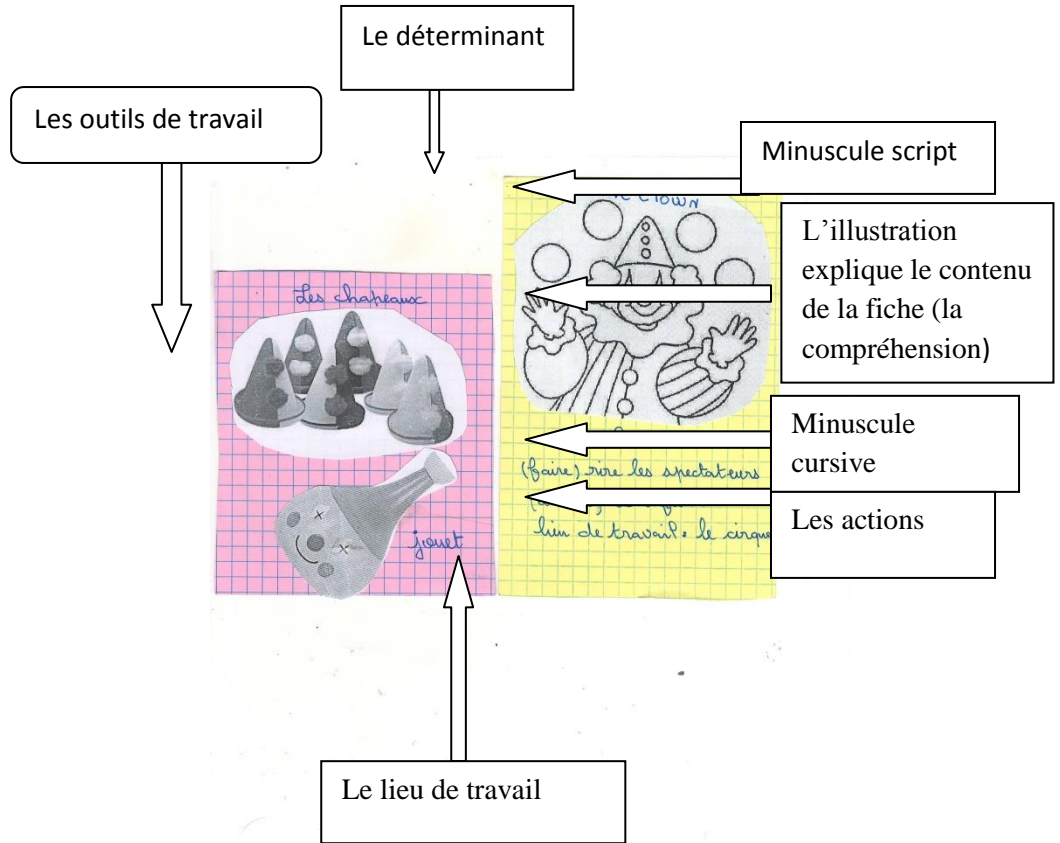 Le déterminant
Les outils de travail
Minuscule script
clown
L'illustration
explique le contenu
de la fiche (la
compréhension)
Les chapeaux
Minuscule
cursive
(faire) rire les spectateurs
Les actions
lieu de travail : le cirque
jouet
Le lieu de travail